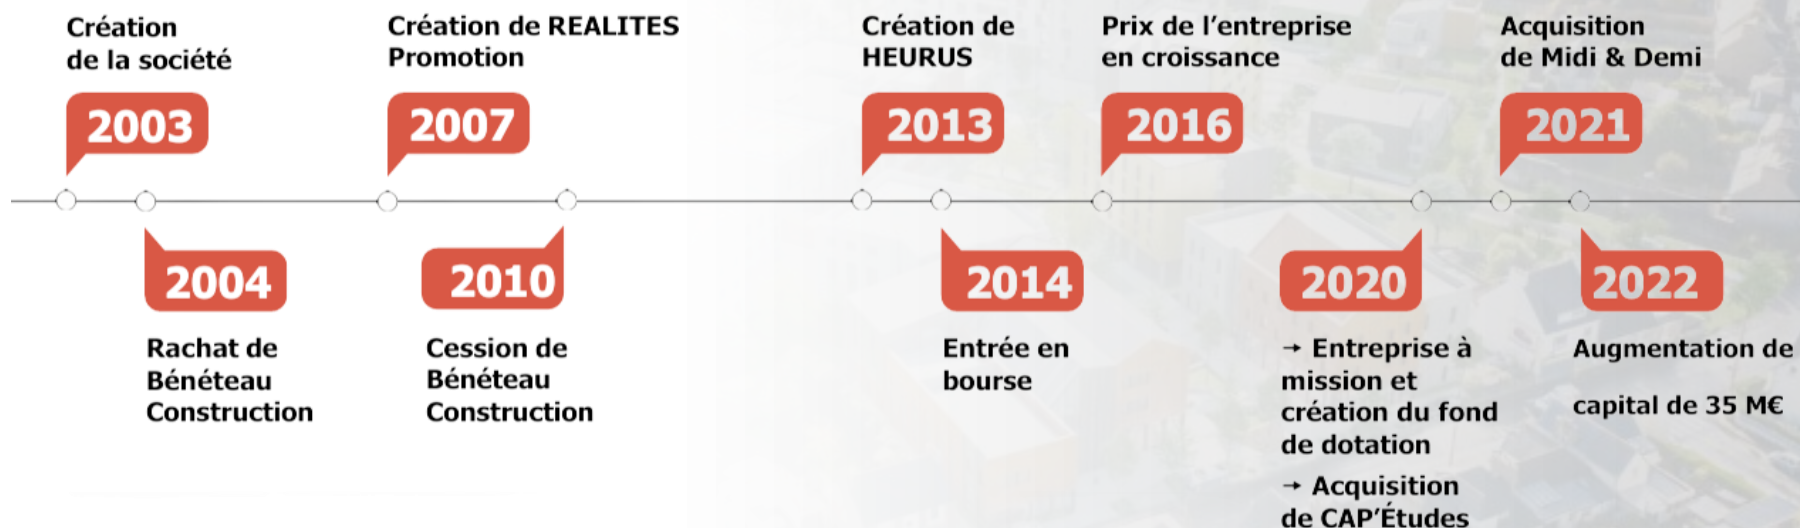 Création
de la société
2003
2004
Rachat de
Bénéteau
Construction
Création de REALITES
Promotion
2007
2010
Cession de
Bénéteau
Construction
Création de
HEURUS
2013
2014
Entrée en
bourse
Prix de l'entreprise
en croissance
2016
2020
→ Entreprise à
mission et
création du fond
de dotation
→ Acquisition
de CAP'Études
Acquisition
de Midi & Demi
2021
2022
Augmentation de
capital de 35 M€